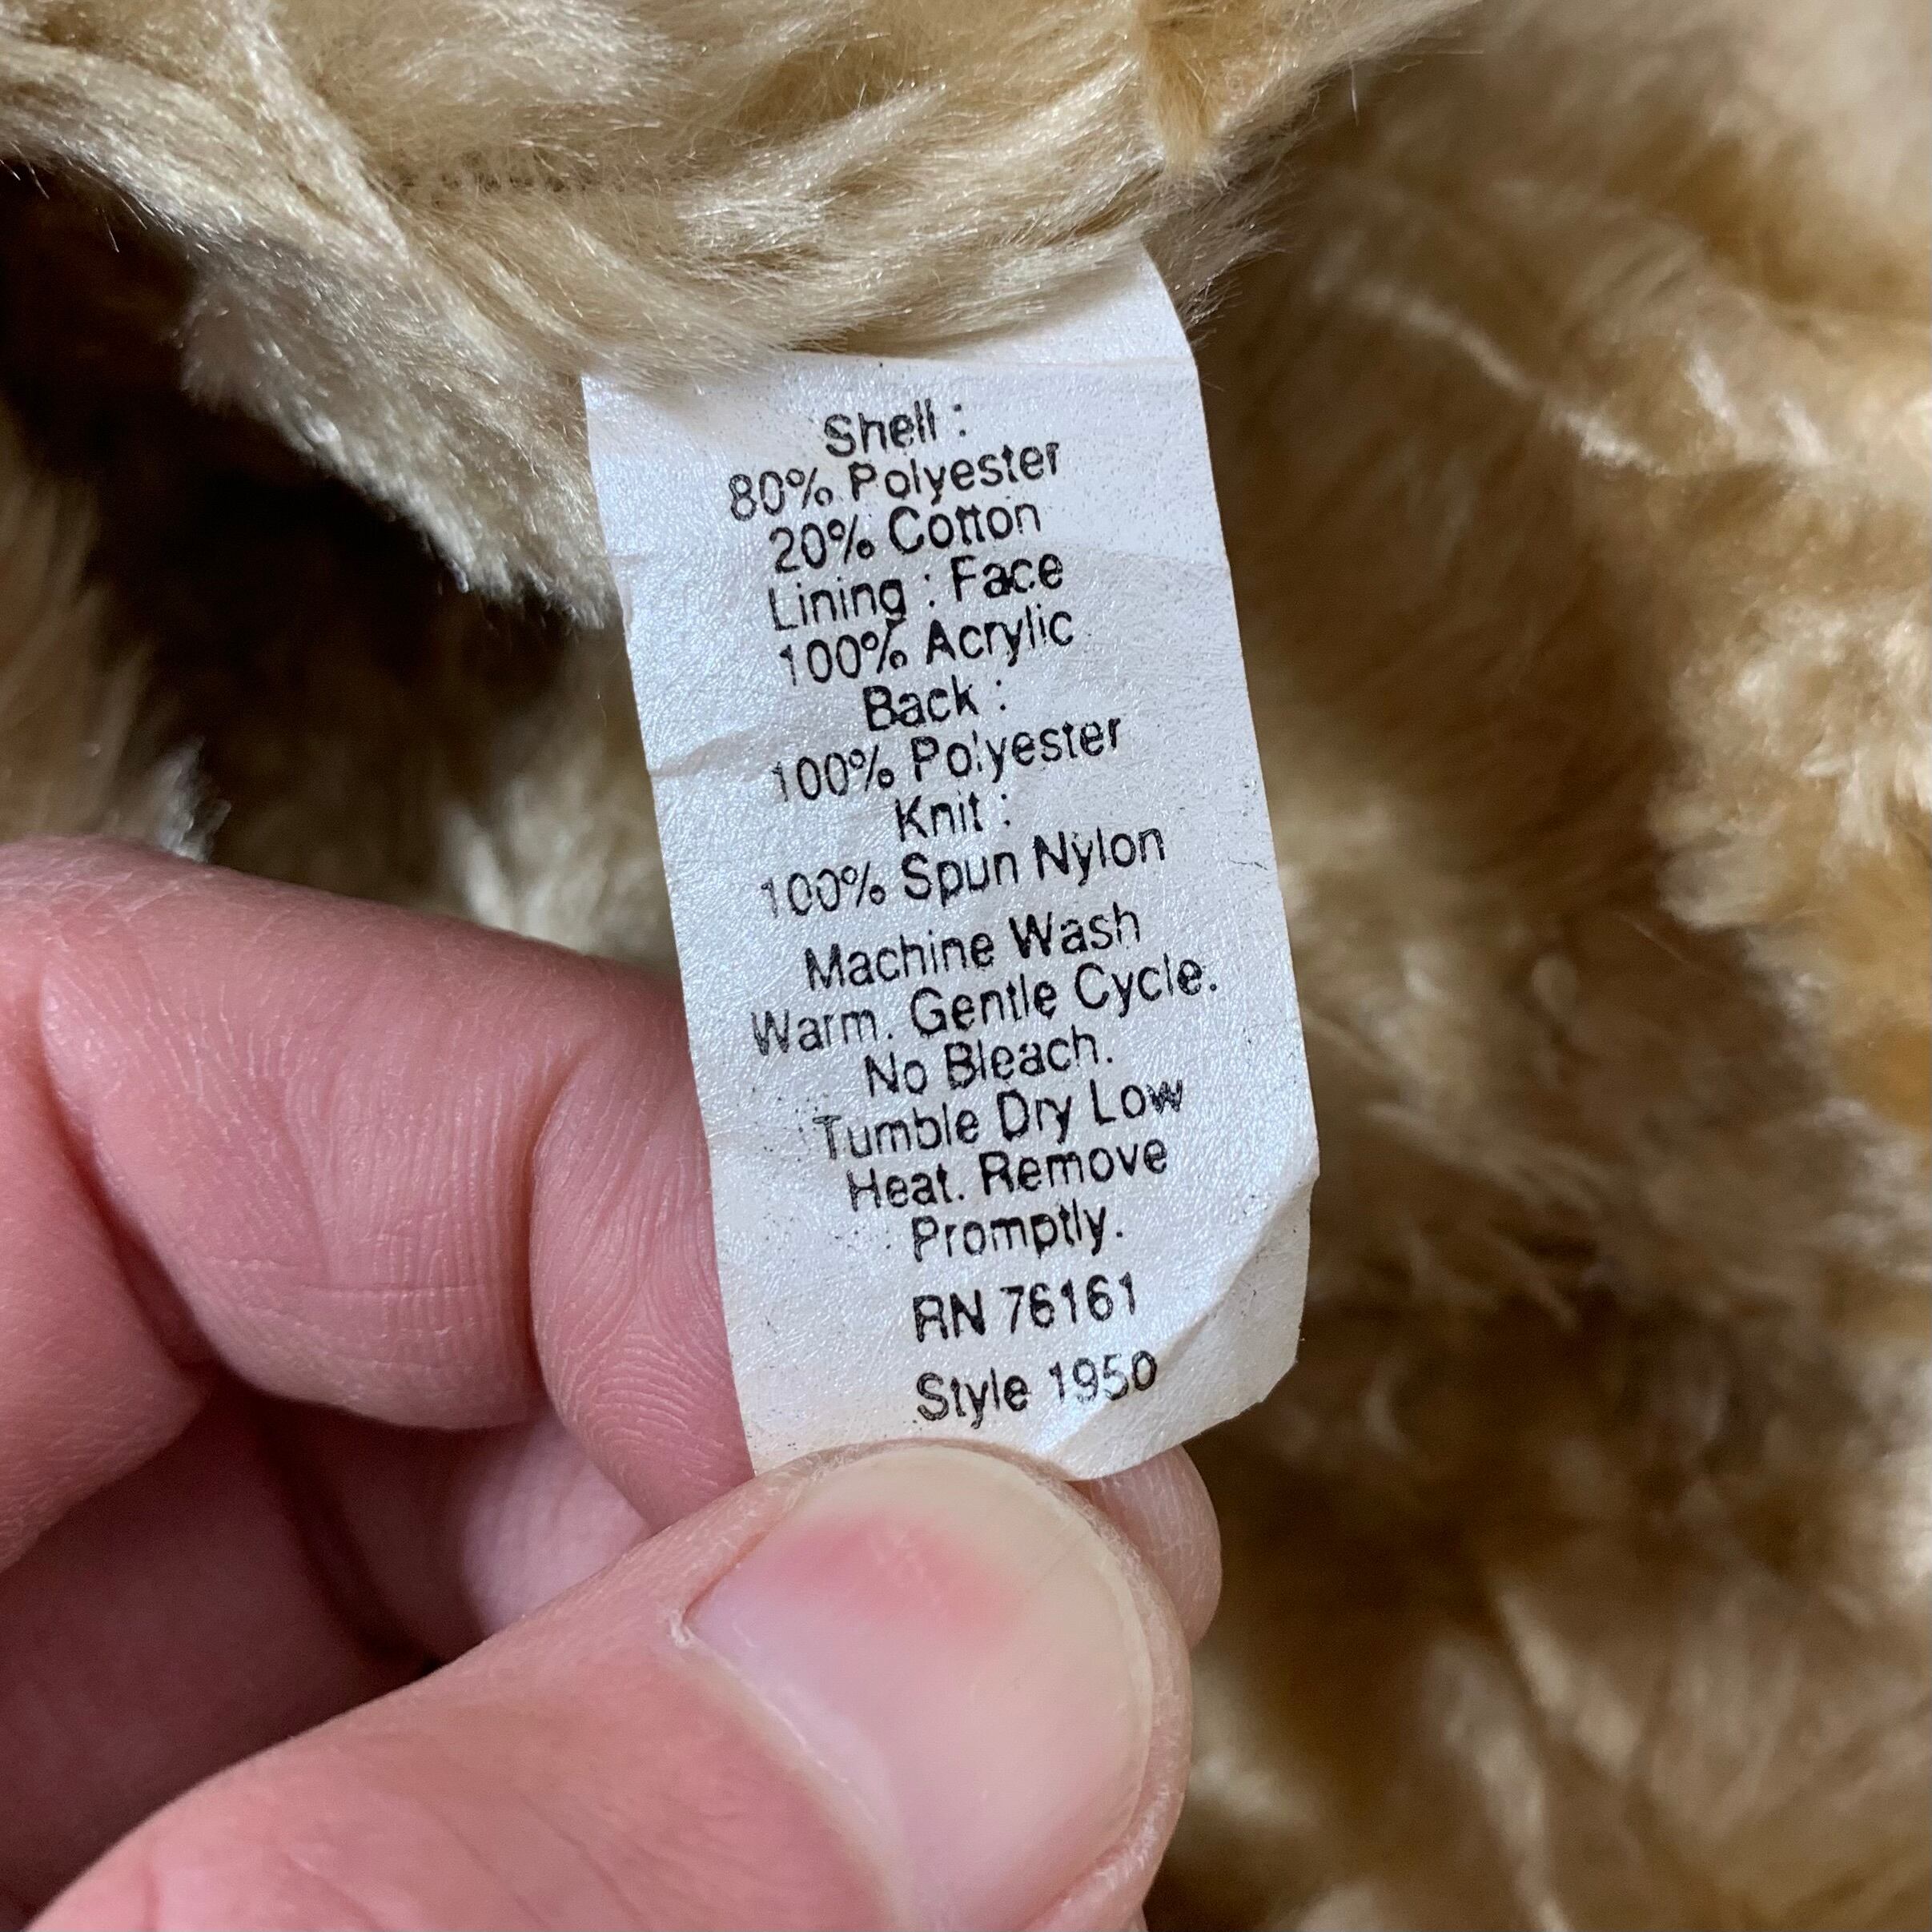 Shell :
80% Polyester
20% Cotton
Lining : Face
100% Acrylic
Back :
100% Polyester
Knit :
100% Spun Nylon
Machine Wash
Warm. Gentle Cycle.
No Bleach.
Tumble Dry Low
Heat. Remove
Promptly.
RN 76161
Style 1950